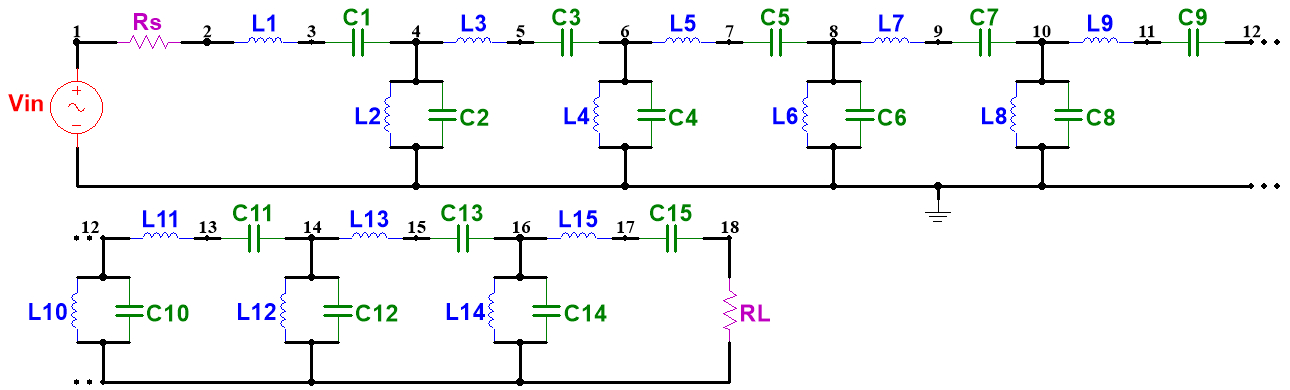 Rs L1 C1 L3 C3 L5 C5 L7 C7 L9 C9
1 2 3 4 5 6 7 8 9 10 11 12
Vin + − L2 C2 L4 C4 L6 C6 L8 C8
L11 C11 L13 C13 L15 C15
12 13 14 15 16 17 18
L10 C10 L12 C12 L14 C14 RL